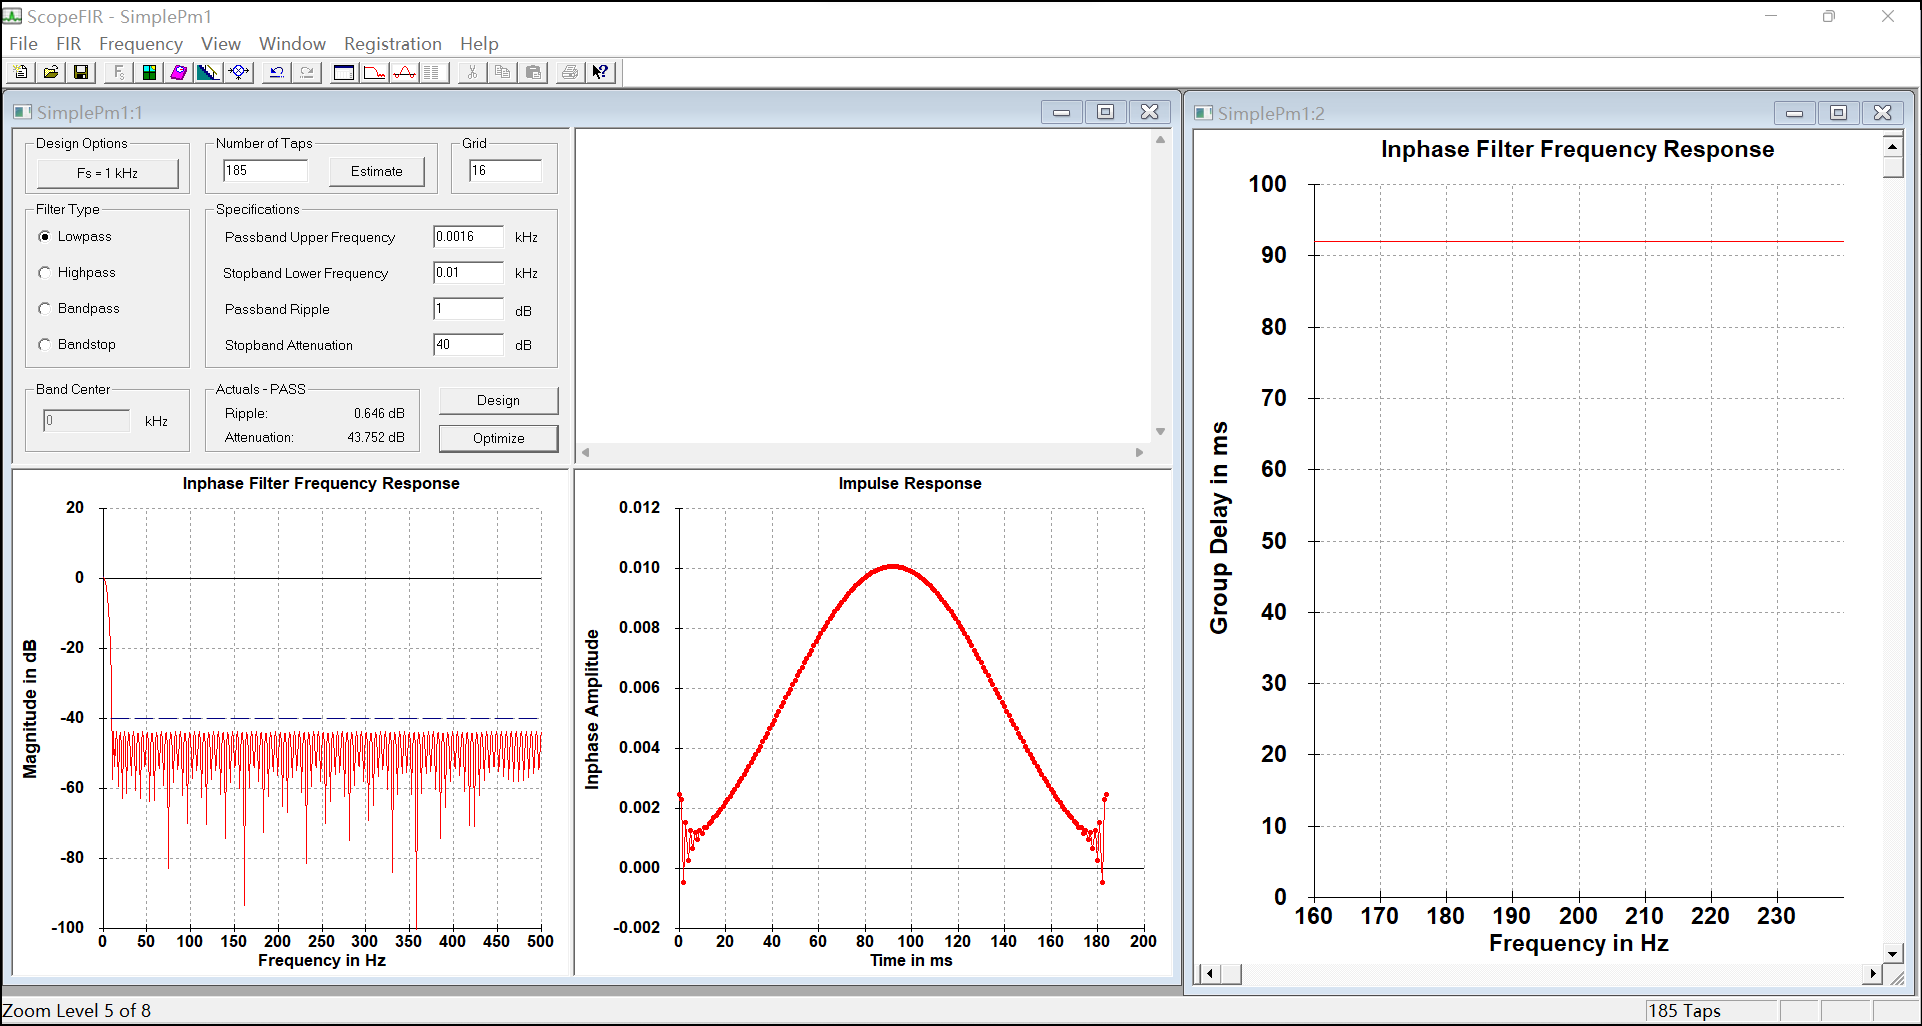 ScopeFIR - SimplePm1
File FIR Frequency View Window Registration Help
SimplePm1:1
Design Options
Fs = 1 kHz
Number of Taps
185
Estimate
Grid
16
Filter Type
Lowpass
Highpass
Bandpass
Bandstop
Specifications
Passband Upper Frequency 0.0016 kHz
Stopband Lower Frequency 0.01 kHz
Passband Ripple 1 dB
Stopband Attenuation 40 dB
Band Center
0 kHz
Actuals - PASS
Ripple: 0.646 dB
Attenuation: 43.752 dB
Design
Optimize
Inphase Filter Frequency Response
Magnitude in dB
20
0
-20
-40
-60
-80
-100
0 50 100 150 200 250 300 350 400 450 500
Frequency in Hz
Impulse Response
Inphase Amplitude
0.012
0.010
0.008
0.006
0.004
0.002
0.000
-0.002
0 20 40 60 80 100 120 140 160 180 200
Time in ms
SimplePm1:2
Inphase Filter Frequency Response
Group Delay in ms
100
90
80
70
60
50
40
30
20
10
0
160 170 180 190 200 210 220 230
Frequency in Hz
Zoom Level 5 of 8
185 Taps